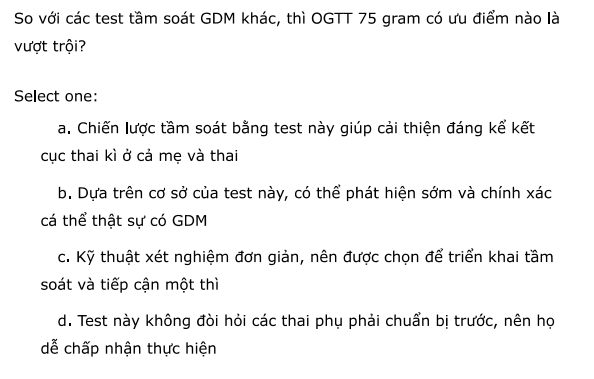 So với các test tầm soát GDM khác, thì OGTT 75 gram có ưu điểm nào là
vượt trội?
Select one:
a. Chiến lược tầm soát bằng test này giúp cải thiện đáng kể kết
cục thai kì ở cả mẹ và thai
b. Dựa trên cơ sở của test này, có thể phát hiện sớm và chính xác
cá thể thật sự có GDM
c. Kỹ thuật xét nghiệm đơn giản, nên được chọn để triển khai tầm
soát và tiếp cận một thì
d. Test này không đòi hỏi các thai phụ phải chuẩn bị trước, nên họ
dễ chấp nhận thực hiện